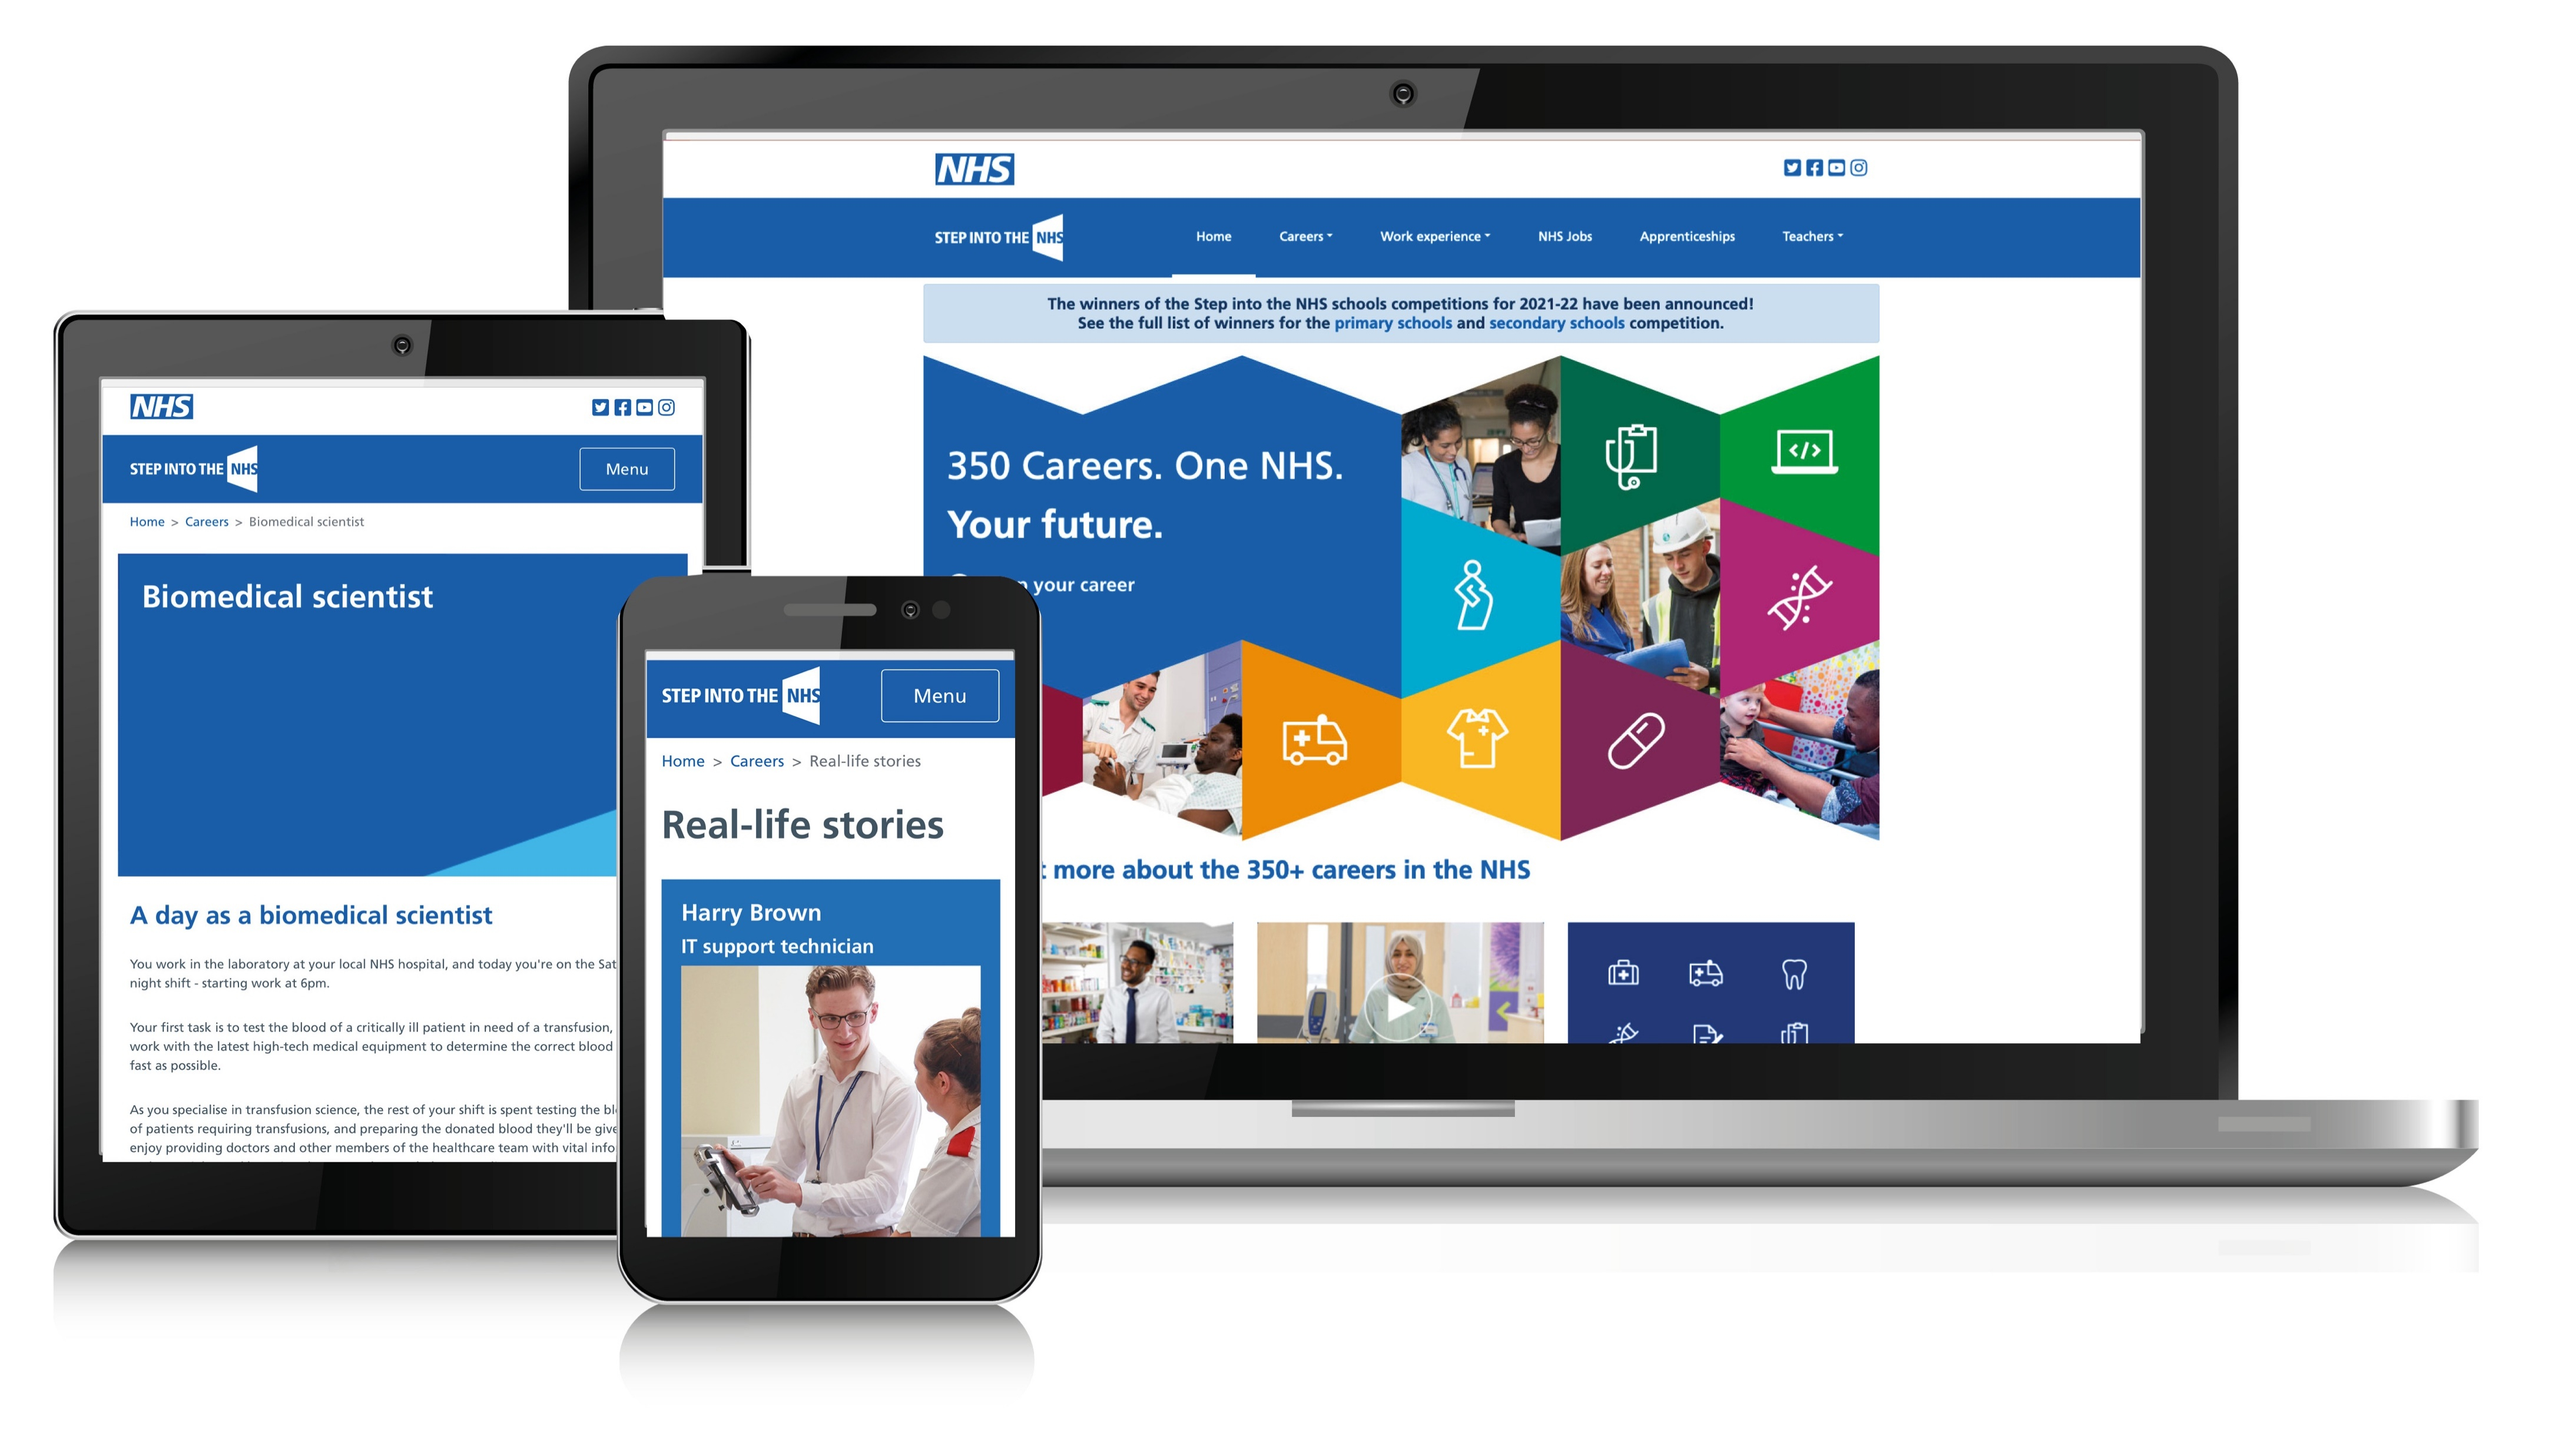 NHS
STEP INTO THE NHS
Home Careers Work experience NHS Jobs Apprenticeships Teachers
The winners of the Step into the NHS schools competitions for 2021-22 have been announced!
See the full list of winners for the primary schools and secondary schools competition.
350 Careers. One NHS.
Your future.
your career
more about the 350+ careers in the NHS
NHS
STEP INTO THE NHS
Menu
Home > Careers > Biomedical scientist
Biomedical scientist
A day as a biomedical scientist
You work in the laboratory at your local NHS hospital, and today you're on the Sat
night shift - starting work at 6pm.
Your first task is to test the blood of a critically ill patient in need of a transfusion,
work with the latest high-tech medical equipment to determine the correct blood
fast as possible.
As you specialise in transfusion science, the rest of your shift is spent testing the bl
of patients requiring transfusions, and preparing the donated blood they'll be give
enjoy providing doctors and other members of the healthcare team with vital info
STEP INTO THE NHS
Menu
Home > Careers > Real-life stories
Real-life stories
Harry Brown
IT support technician